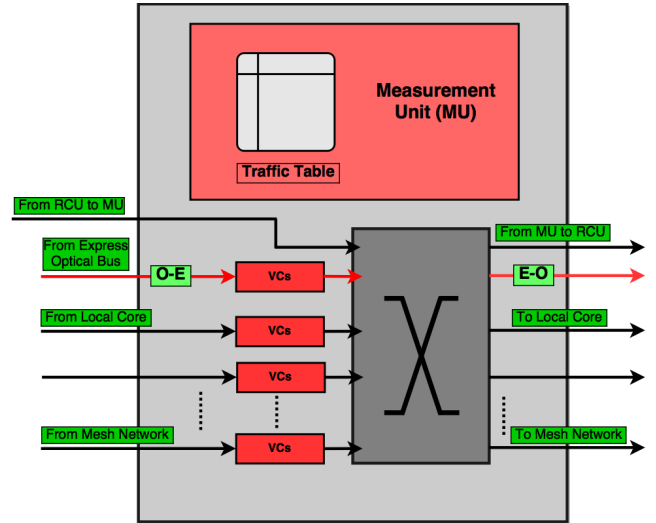 Measurement
Unit (MU)
Traffic Table
From RCU to MU
From MU to RCU
From Express
Optical Bus
O-E
VCs
E-O
From Local Core
VCs
To Local Core
VCs
From Mesh Network
VCs
To Mesh Network